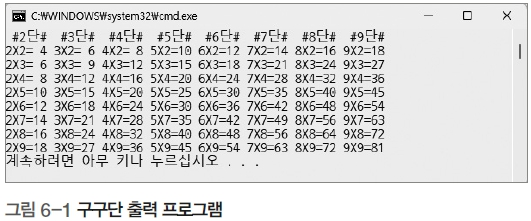 C:\WINDOWS\system32\cmd.exe
#2단# #3단# #4단# #5단# #6단# #7단# #8단# #9단#
2X2= 4 3X2= 6 4X2= 8 5X2=10 6X2=12 7X2=14 8X2=16 9X2=18
2X3= 6 3X3= 9 4X3=12 5X3=15 6X3=18 7X3=21 8X3=24 9X3=27
2X4= 8 3X4=12 4X4=16 5X4=20 6X4=24 7X4=28 8X4=32 9X4=36
2X5=10 3X5=15 4X5=20 5X5=25 6X5=30 7X5=35 8X5=40 9X5=45
2X6=12 3X6=18 4X6=24 5X6=30 6X6=36 7X6=42 8X6=48 9X6=54
2X7=14 3X7=21 4X7=28 5X7=35 6X7=42 7X7=49 8X7=56 9X7=63
2X8=16 3X8=24 4X8=32 5X8=40 6X8=48 7X8=56 8X8=64 9X8=72
2X9=18 3X9=27 4X9=36 5X9=45 6X9=54 7X9=63 8X9=72 9X9=81
계속하려면 아무 키나 누르십시오 . . .
그림 6-1 구구단 출력 프로그램